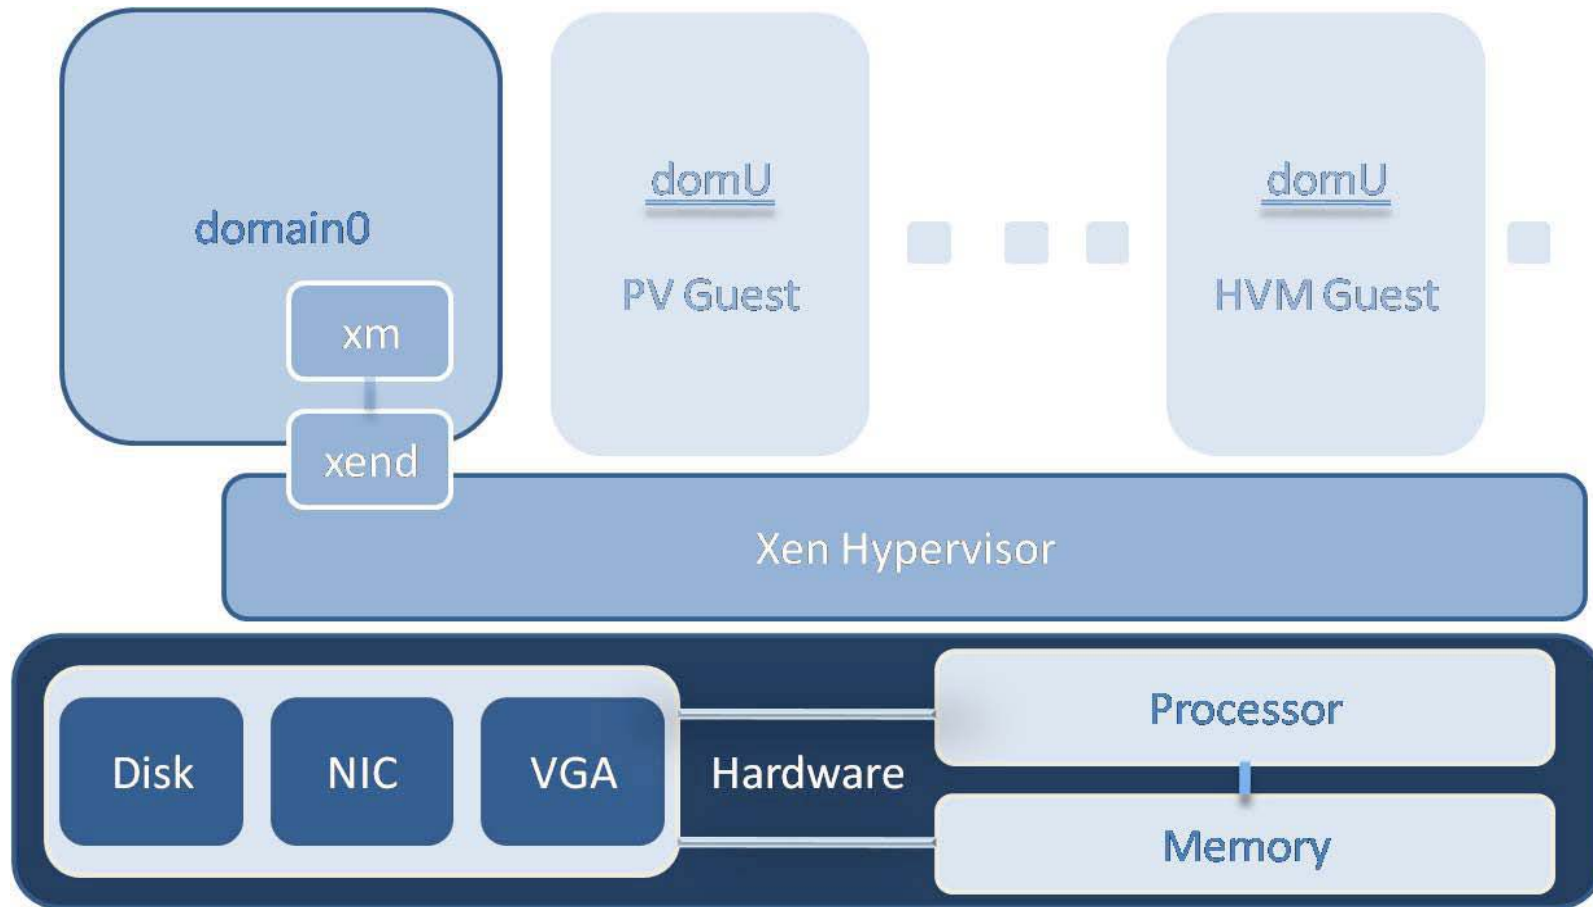 domain0
xm
xend
domU
PV Guest
domU
HVM Guest
Xen Hypervisor
Disk
NIC
VGA
Hardware
Processor
Memory